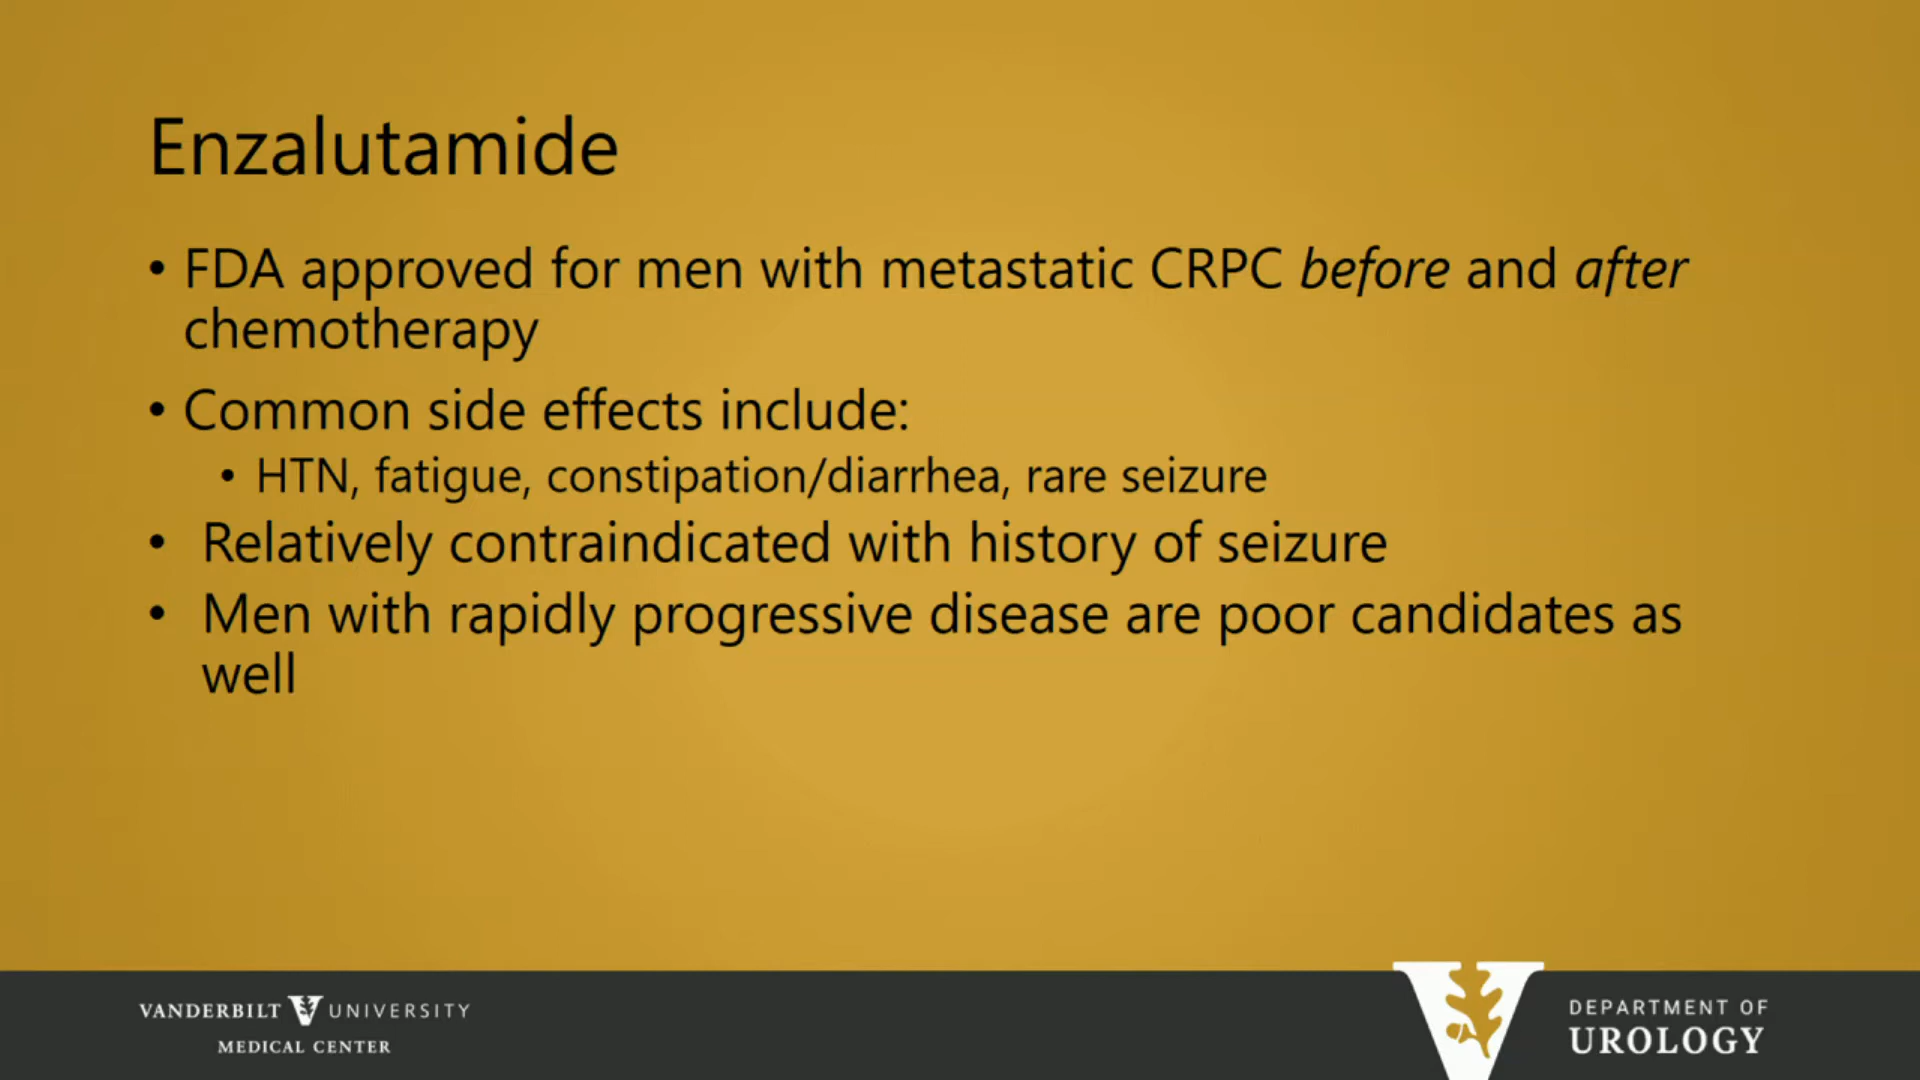 Enzalutamide
• FDA approved for men with metastatic CRPC before and after
chemotherapy
• Common side effects include:
• HTN, fatigue, constipation/diarrhea, rare seizure
• Relatively contraindicated with history of seizure
• Men with rapidly progressive disease are poor candidates as
well
VANDERBILT UNIVERSITY
MEDICAL CENTER
DEPARTMENT OF
UROLOGY